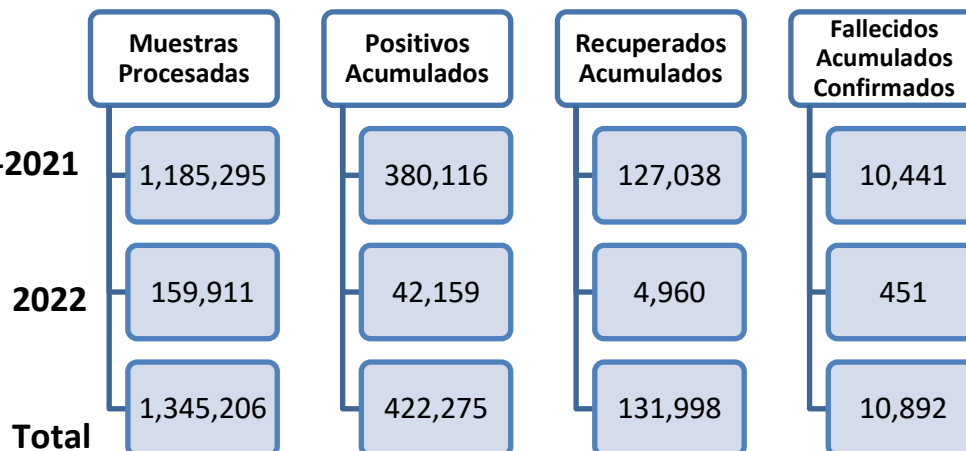 Muestras
Procesadas
Positivos
Acumulados
Recuperados
Acumulados
Fallecidos
Acumulados
Confirmados
-2021
1,185,295
380,116
127,038
10,441
2022
159,911
42,159
4,960
451
Total
1,345,206
422,275
131,998
10,892